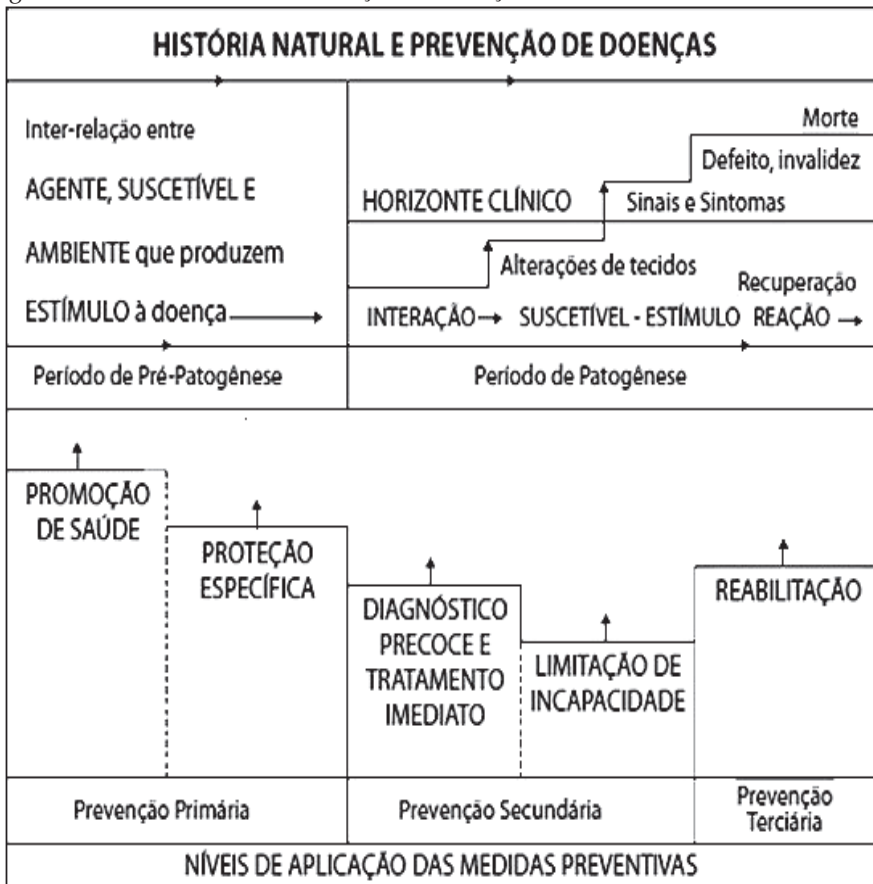 HISTÓRIA NATURAL E PREVENÇÃO DE DOENÇAS
Inter-relação entre
AGENTE, SUSCETÍVEL E
AMBIENTE que produzem
ESTÍMULO à doença
Morte
Defeito, invalidez
HORIZONTE CLÍNICO
Sinais e Sintomas
Alterações de tecidos
Recuperação
INTERAÇÃO SUSCETÍVEL - ESTÍMULO REAÇÃO
Período de Pré-Patogênese
Período de Patogênese
PROMOÇÃO
DE SAÚDE
PROTEÇÃO
ESPECÍFICA
DIAGNÓSTICO
PRECOCE E
TRATAMENTO
IMEDIATO
LIMITAÇÃO DE
INCAPACIDADE
REABILITAÇÃO
Prevenção Primária
Prevenção Secundária
Prevenção
Terciária
NÍVEIS DE APLICAÇÃO DAS MEDIDAS PREVENTIVAS